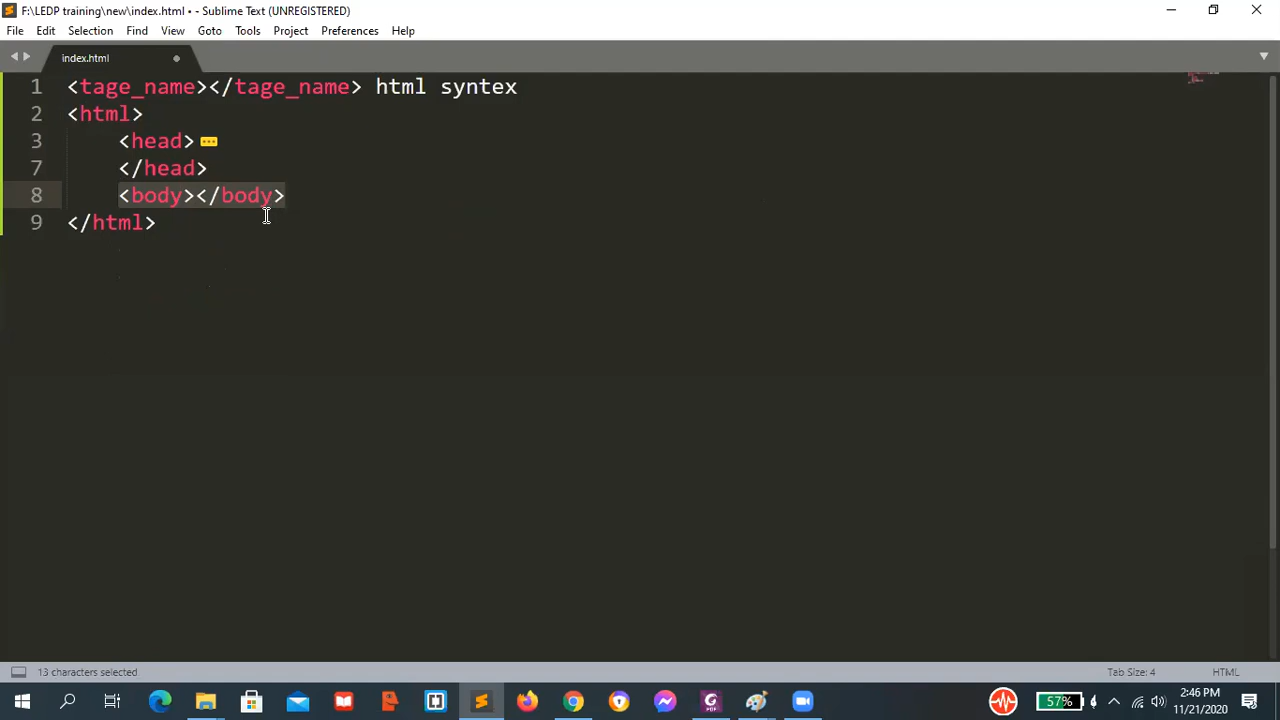 F:\LEDP training\new\index.html • - Sublime Text (UNREGISTERED)
File Edit Selection Find View Goto Tools Project Preferences Help
index.html
1 <tage_name></tage_name> html syntex
2 <html>
3 <head>
7 </head>
8 <body></body>
9 </html>
13 characters selected
Tab Size: 4
HTML
57%
2:46 PM
11/21/2020